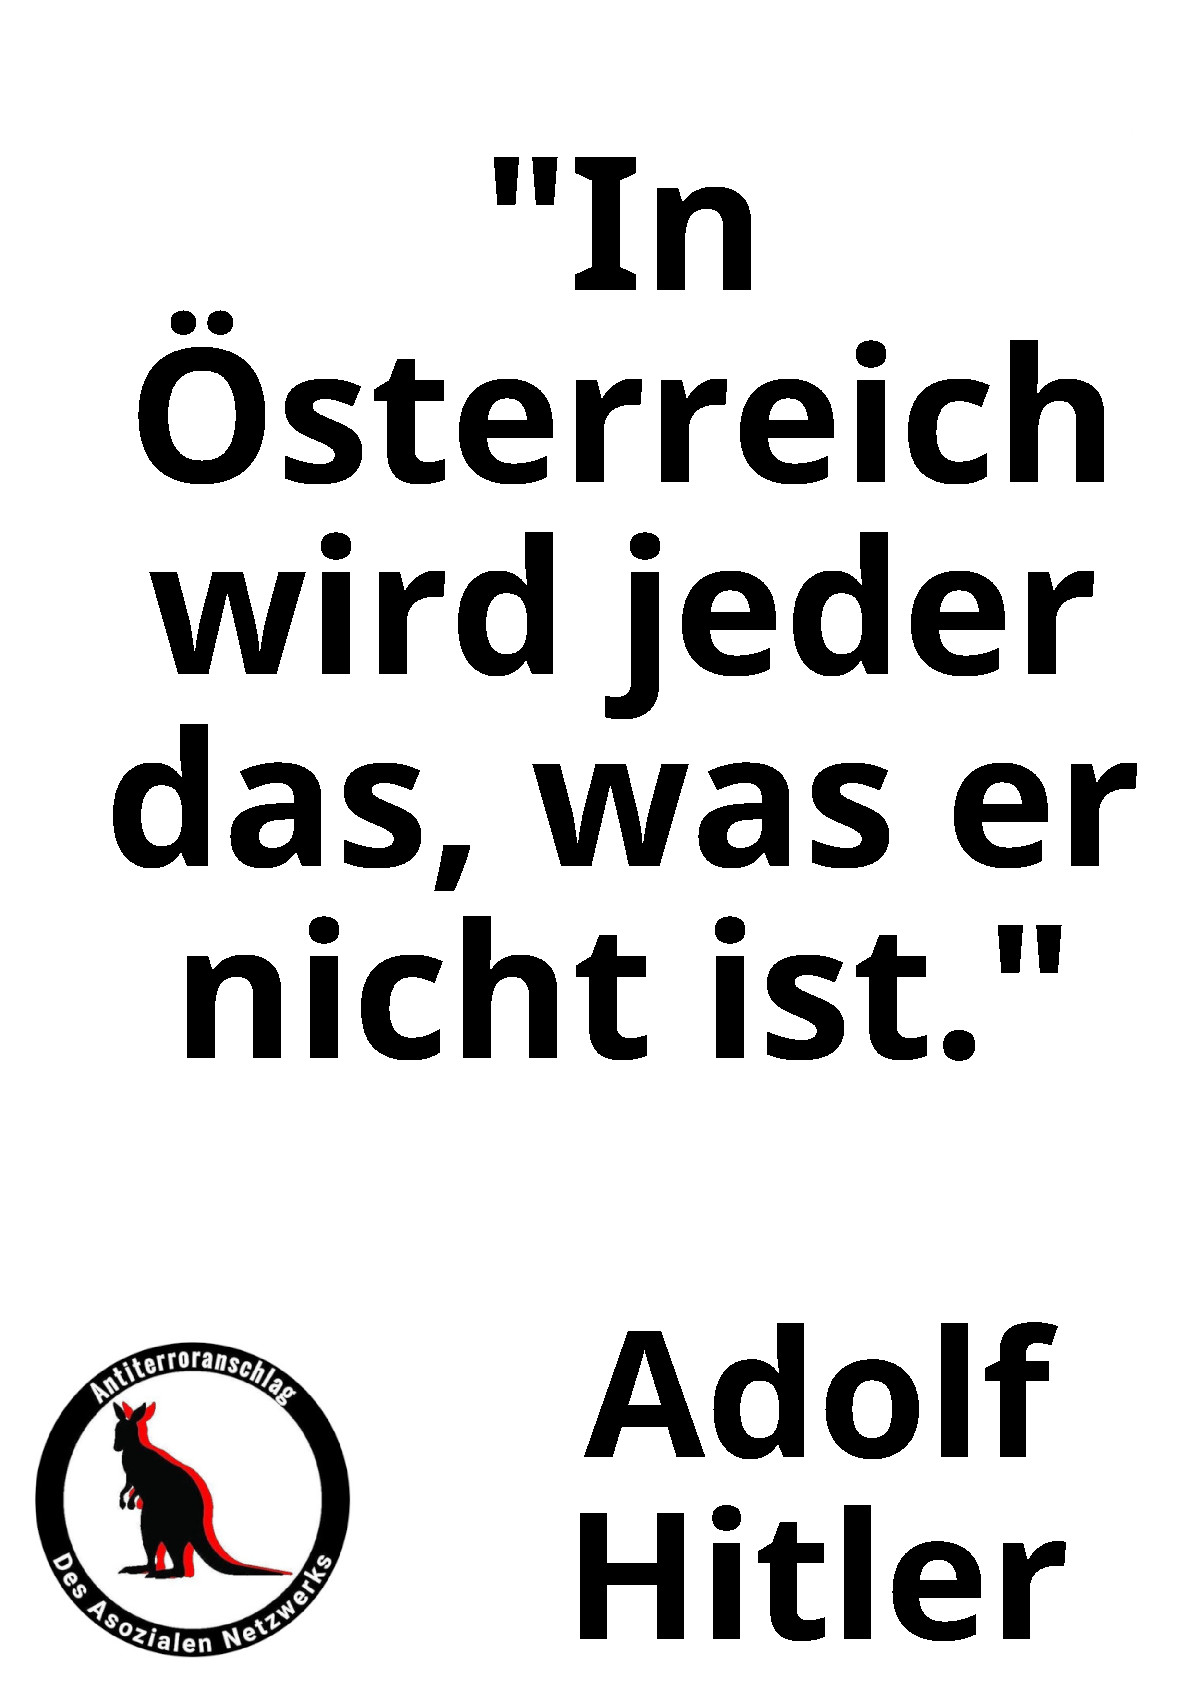 "In
Österreich
wird jeder
das, was er
nicht ist."
Adolf
Hitler
Antiterroranschlag
Des Asozialen Netzwerks